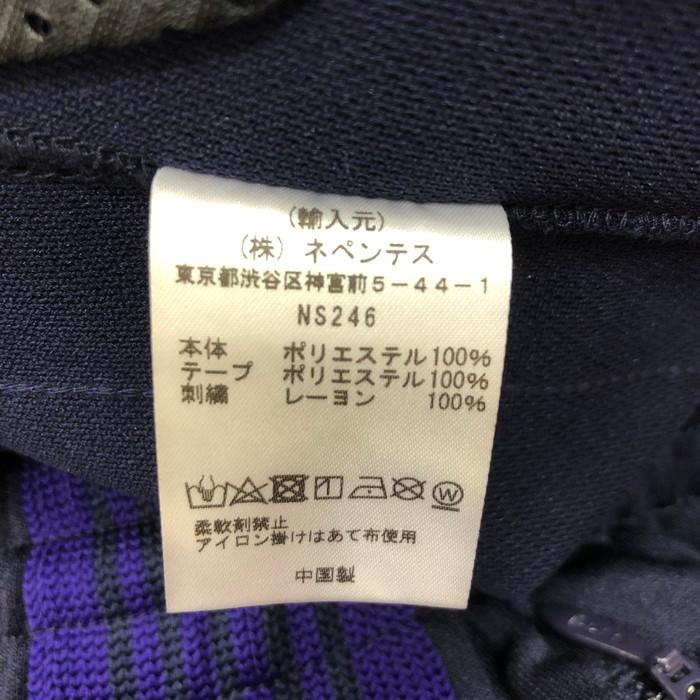 (輸入元)
(株) ネペンテス
東京都渋谷区神宮前5-44-1
NS246
本体 ポリエステル100%
テープ ポリエステル100%
刺繍 レーヨン 100%
W
柔軟剤禁止
アイロン掛けはあて布使用
中国製